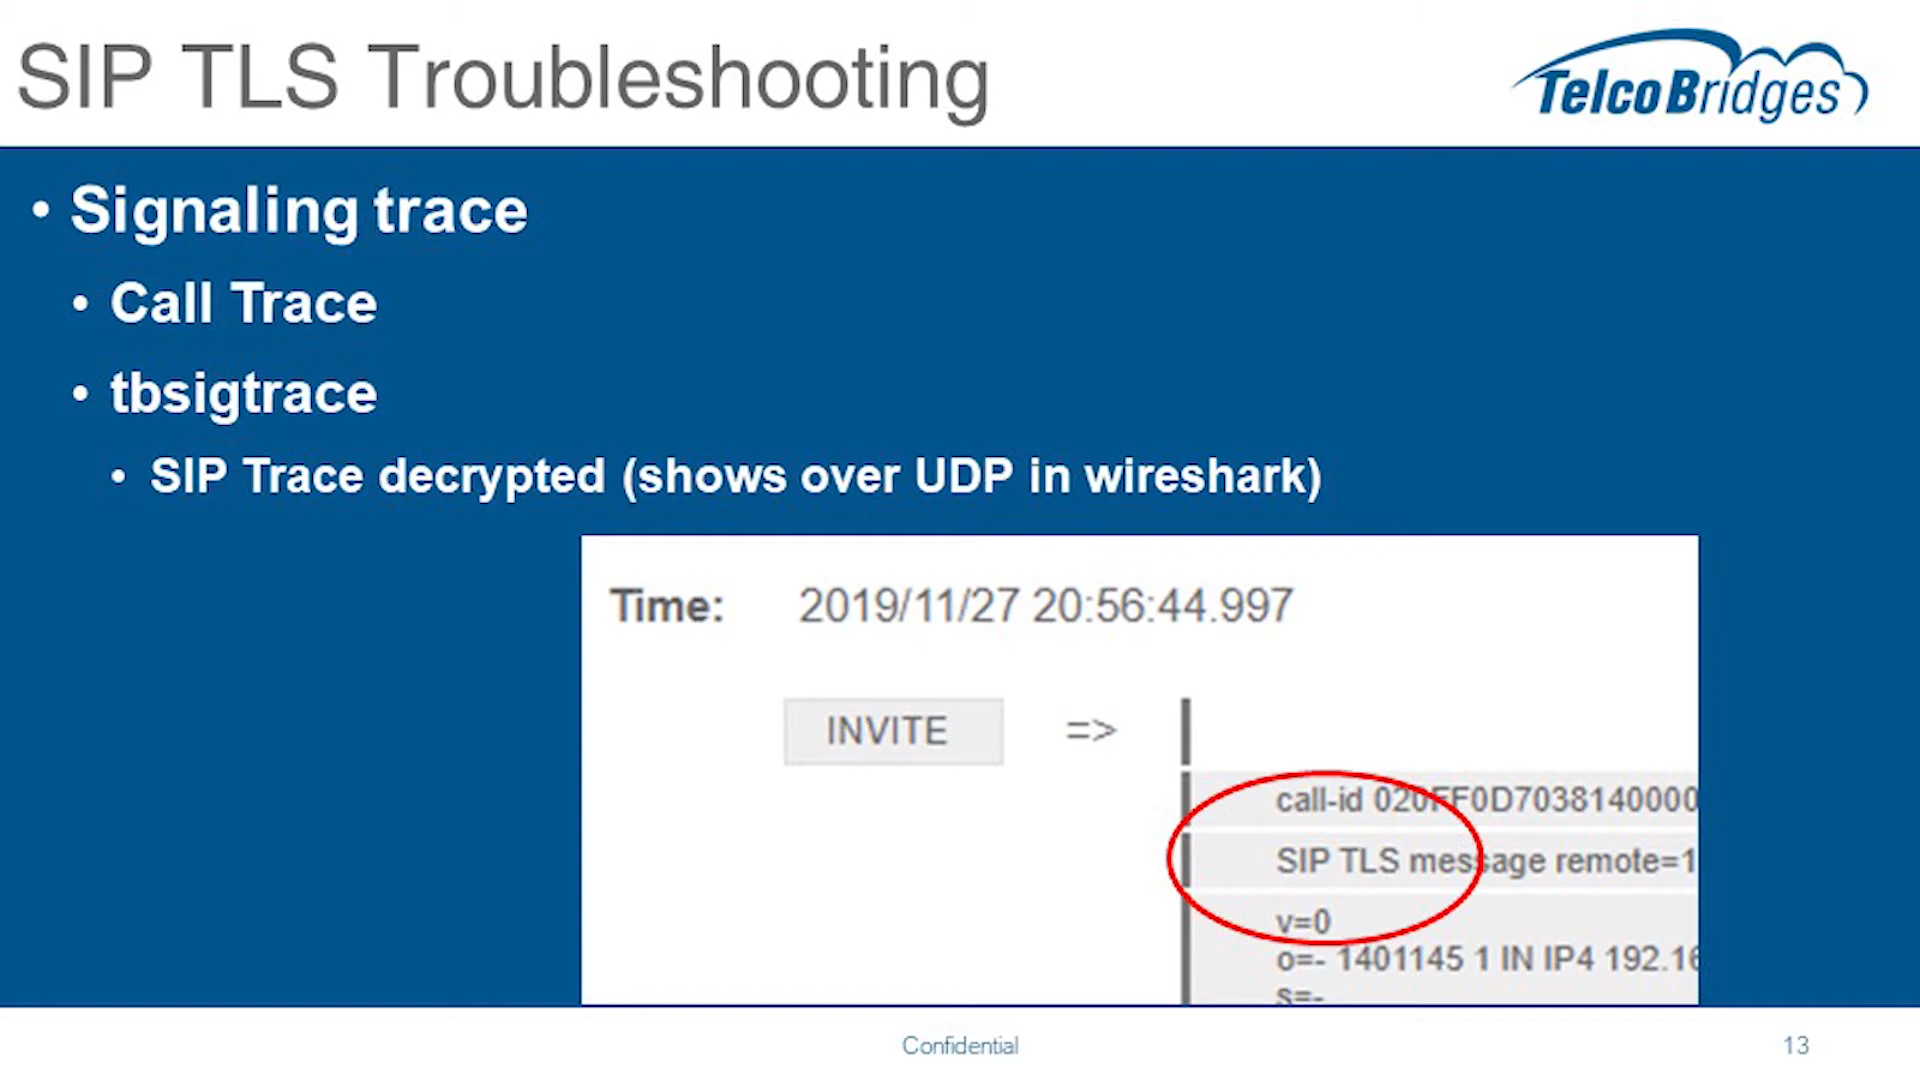 SIP TLS Troubleshooting
TelcoBridges
• Signaling trace
• Call Trace
• tbsigtrace
• SIP Trace decrypted (shows over UDP in wireshark)
Time: 2019/11/27 20:56:44.997
INVITE =>
call-id 020FF0D7038140000
SIP TLS message remote=1
v=0
o=- 1401145 1 IN IP4 192.16
s=-
Confidential
13